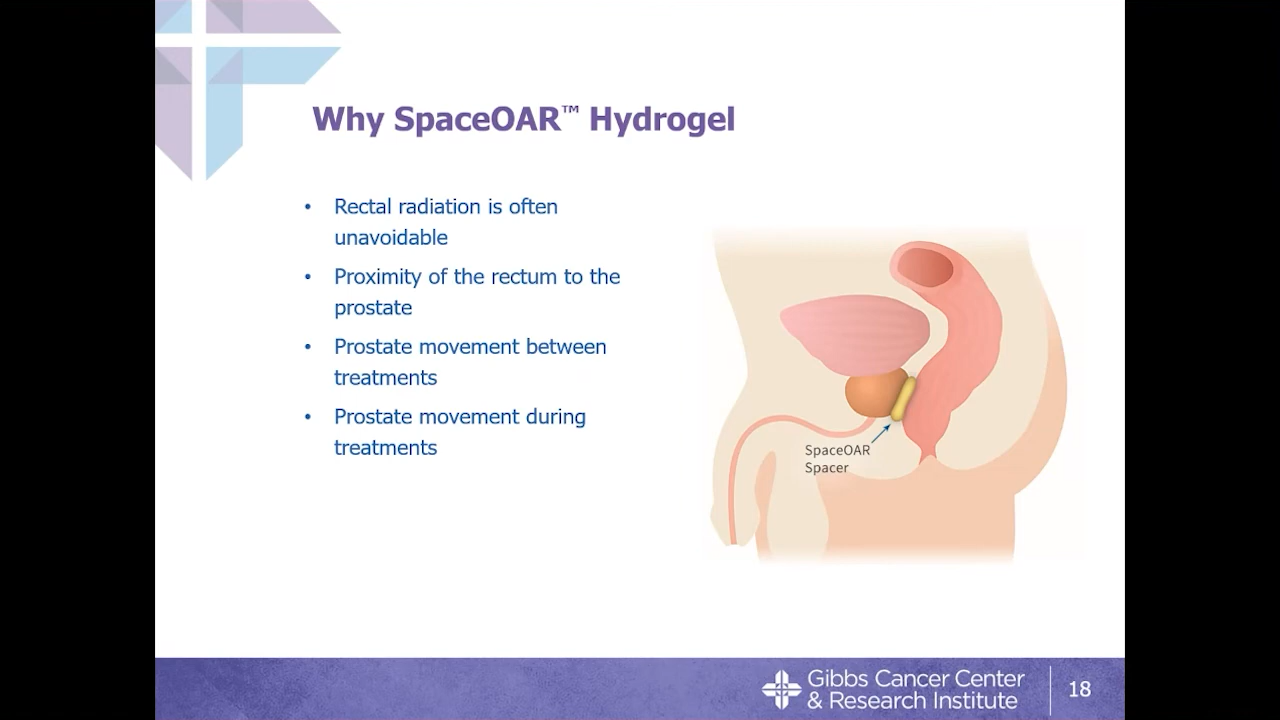 Why SpaceOAR™ Hydrogel
• Rectal radiation is often
unavoidable
• Proximity of the rectum to the
prostate
• Prostate movement between
treatments
• Prostate movement during
treatments
SpaceOAR
Spacer
Gibbs Cancer Center
& Research Institute
18